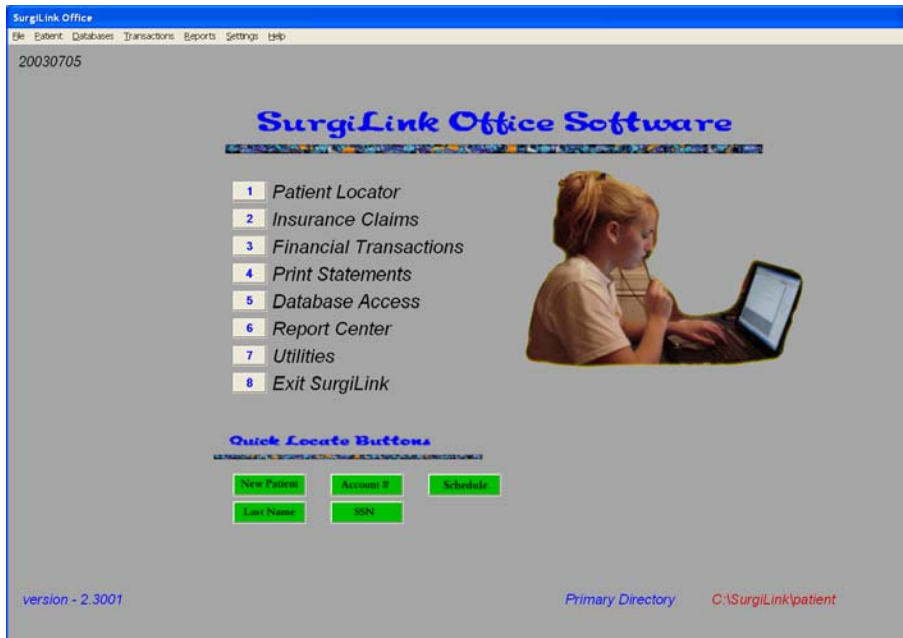 SurgiLink Office
File Patient Databases Transactions Reports Settings Help
20030705
SurgiLink Office Software
1 Patient Locator
2 Insurance Claims
3 Financial Transactions
4 Print Statements
5 Database Access
6 Report Center
7 Utilities
8 Exit SurgiLink
Quick Locate Buttons
New Patient Account # Schedule
Last Name SSN
version - 2.3001 Primary Directory C:\SurgiLink\patient